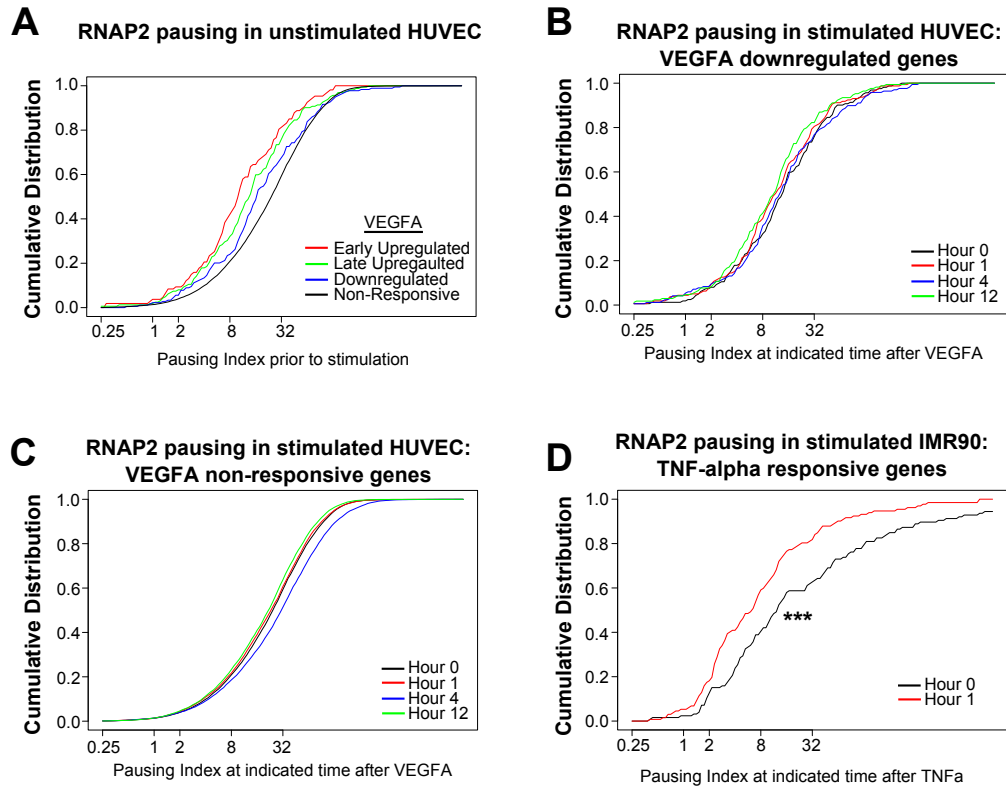 A
RNAP2 pausing in unstimulated HUVEC
Cumulative Distribution
1.0
0.8
0.6
0.4
0.2
0.0
VEGFA
Early Upregulated
Late Upregaulted
Downregulated
Non-Responsive
0.25 1 2 8 32
Pausing Index prior to stimulation
B
RNAP2 pausing in stimulated HUVEC:
VEGFA downregulated genes
Cumulative Distribution
1.0
0.8
0.6
0.4
0.2
0.0
Hour 0
Hour 1
Hour 4
Hour 12
0.25 1 2 8 32
Pausing Index at indicated time after VEGFA
C
RNAP2 pausing in stimulated HUVEC:
VEGFA non-responsive genes
Cumulative Distribution
1.0
0.8
0.6
0.4
0.2
0.0
Hour 0
Hour 1
Hour 4
Hour 12
0.25 1 2 8 32
Pausing Index at indicated time after VEGFA
D
RNAP2 pausing in stimulated IMR90:
TNF-alpha responsive genes
Cumulative Distribution
1.0
0.8
0.6
0.4
0.2
0.0
***
Hour 0
Hour 1
0.25 1 2 8 32
Pausing Index at indicated time after TNFa